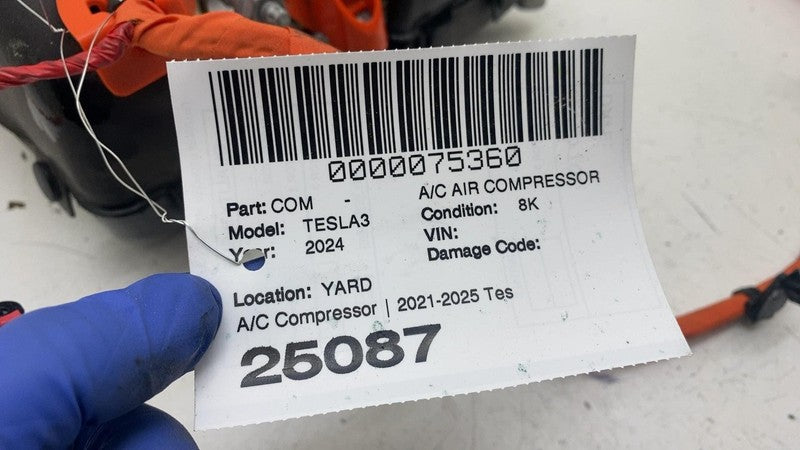 0000075360
Part: COM - A/C AIR COMPRESSOR
Model: TESLA3 Condition: 8K
Year: 2024 VIN:
Damage Code:
Location: YARD
A/C Compressor | 2021-2025 Tes
25087